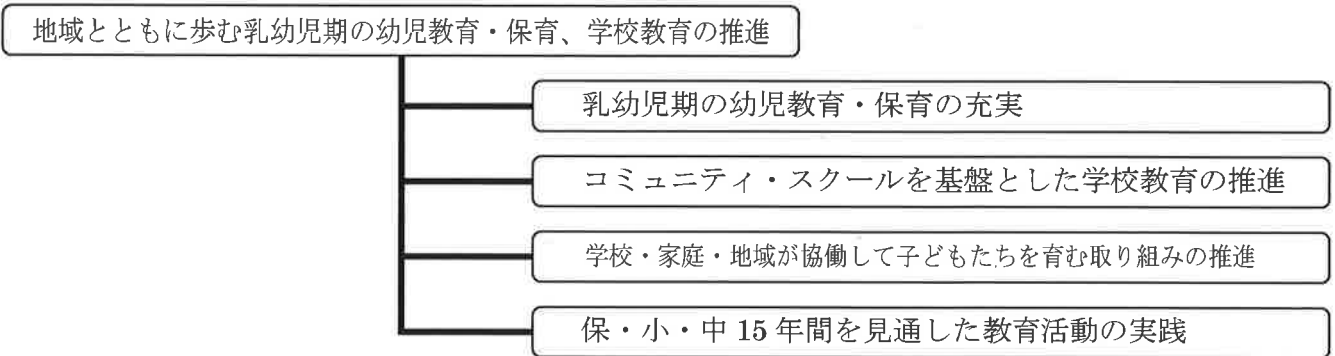 地域とともに歩む乳幼児期の幼児教育・保育、学校教育の推進
乳幼児期の幼児教育・保育の充実
コミュニティ・スクールを基盤とした学校教育の推進
学校・家庭・地域が協働して子どもたちを育む取り組みの推進
保・小・中 15 年間を見通した教育活動の実践